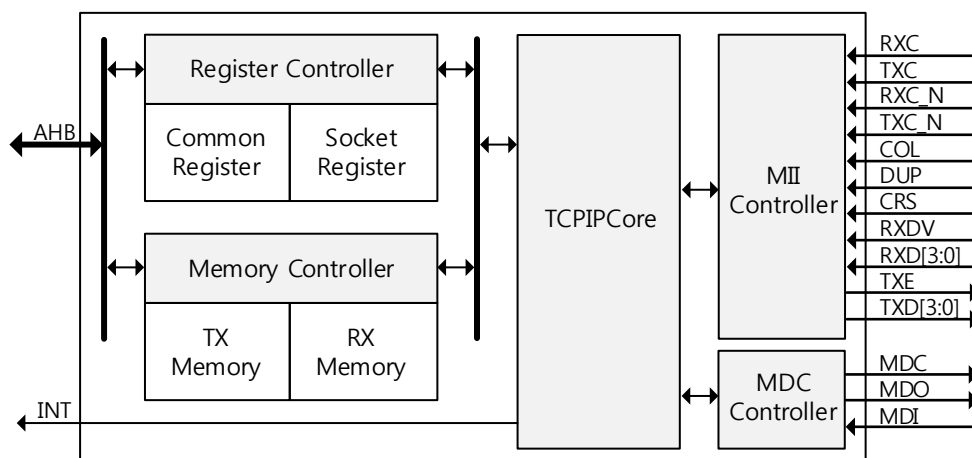 AHB
INT
Register Controller
Common
Register
Socket
Register
Memory Controller
TX
Memory
RX
Memory
TCPIPCore
MII
Controller
MDC
Controller
RXC
TXC
RXC_N
TXC_N
COL
DUP
CRS
RXDV
RXD[3:0]
TXE
TXD[3:0]
MDC
MDO
MDI